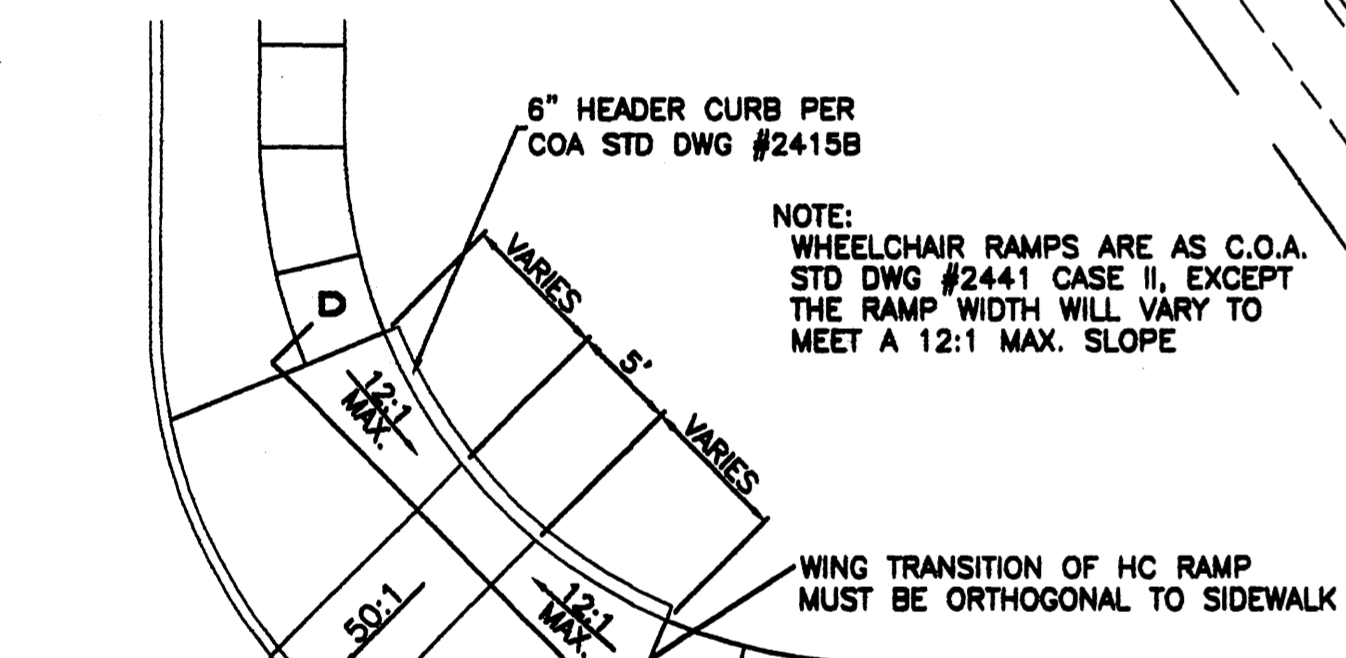 6" HEADER CURB PER
COA STD DWG #2415B
NOTE:
WHEELCHAIR RAMPS ARE AS C.O.A.
STD DWG #2441 CASE II, EXCEPT
THE RAMP WIDTH WILL VARY TO
MEET A 12:1 MAX. SLOPE
VARIES
5'
VARIES
D
12:1
MAX.
50:1
12:1
MAX.
WING TRANSITION OF HC RAMP
MUST BE ORTHOGONAL TO SIDEWALK